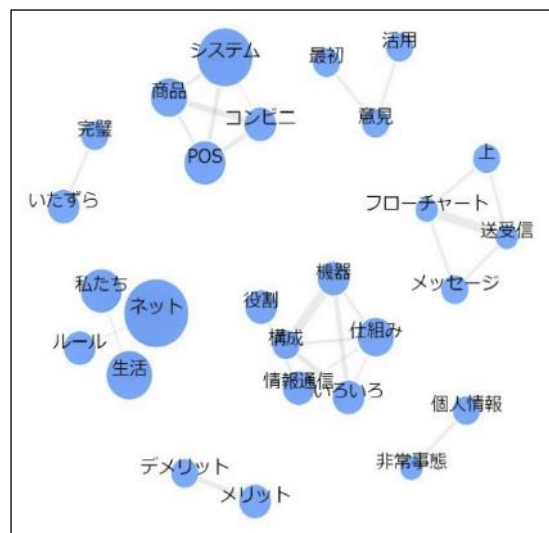 システム
最初
活用
商品
コンビニ
意見
完璧
POS
上
いたずら
フローチャート
送受信
私たち
ネット
役割
機器
メッセージ
ルール
構成
仕組み
生活
情報通信
いろいろ
個人情報
非常事態
デメリット
メリット